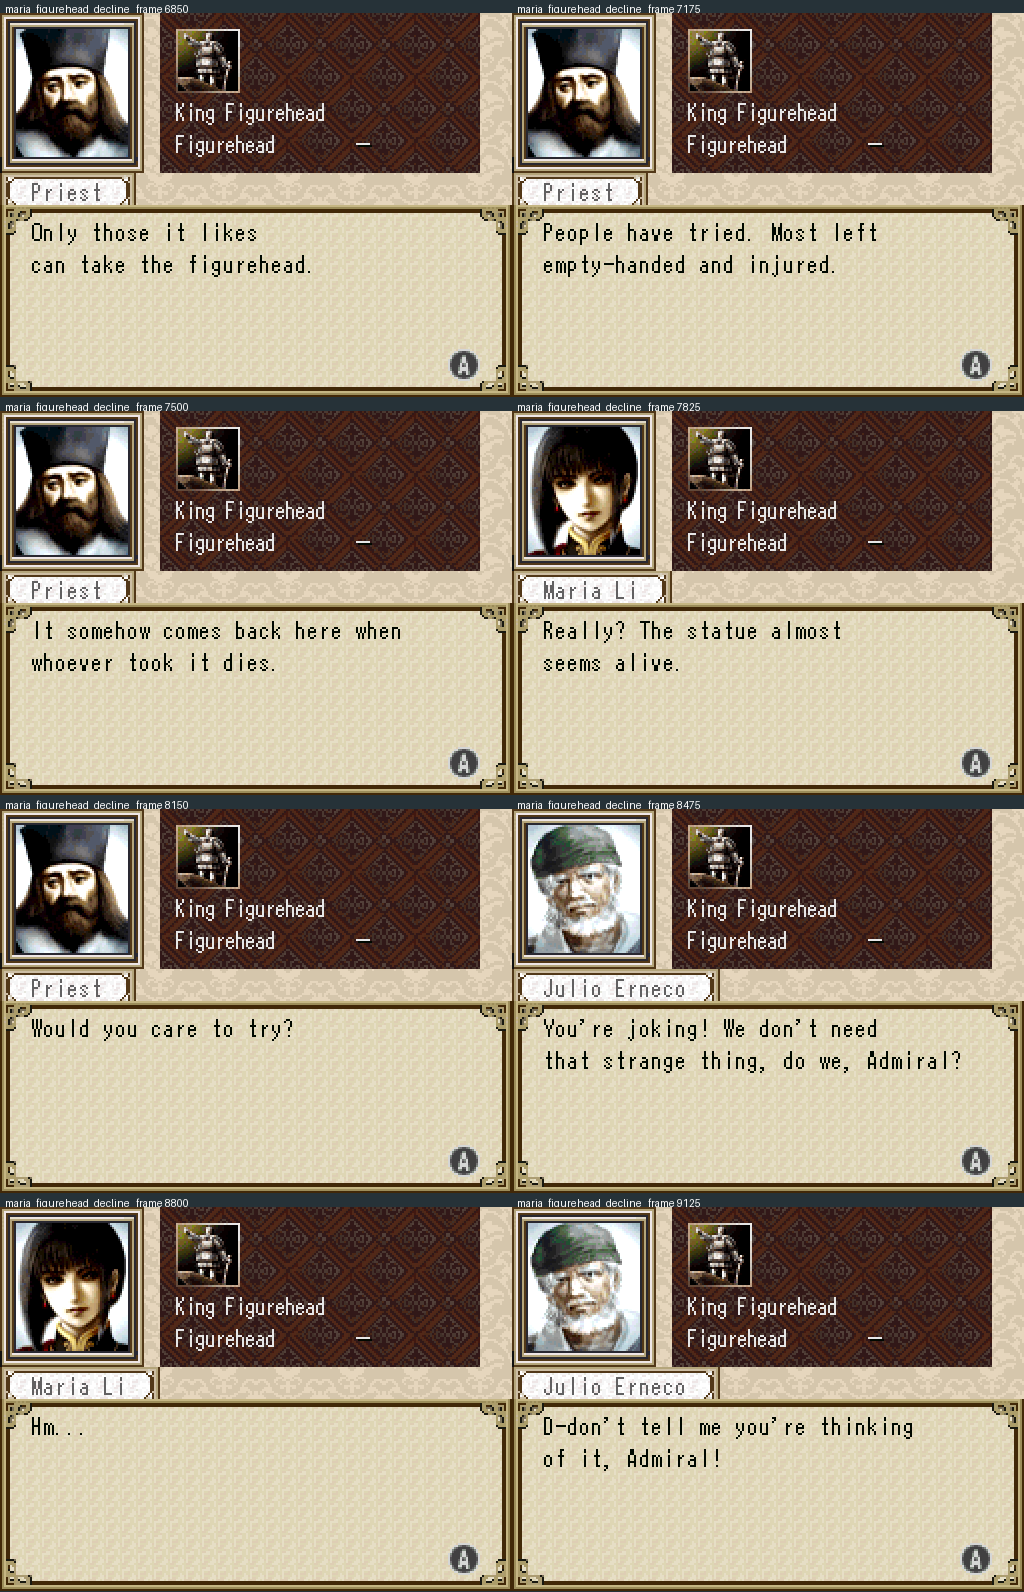 maria_figurehead_decline_frame 6850
King Figurehead
Figurehead —
Priest
Only those it likes
can take the figurehead.
A
maria_figurehead_decline_frame 7175
King Figurehead
Figurehead —
Priest
People have tried. Most left
empty-handed and injured.
A
maria_figurehead_decline_frame 7500
King Figurehead
Figurehead —
Priest
It somehow comes back here when
whoever took it dies.
A
maria_figurehead_decline_frame 7825
King Figurehead
Figurehead —
Maria Li
Really? The statue almost
seems alive.
A
maria_figurehead_decline_frame 8150
King Figurehead
Figurehead —
Priest
Would you care to try?
A
maria_figurehead_decline_frame 8475
King Figurehead
Figurehead —
Julio Erneco
You're joking! We don't need
that strange thing, do we, Admiral?
A
maria_figurehead_decline_frame 8800
King Figurehead
Figurehead —
Maria Li
Hm...
A
maria_figurehead_decline_frame 9125
King Figurehead
Figurehead —
Julio Erneco
D-don't tell me you're thinking
of it, Admiral!
A